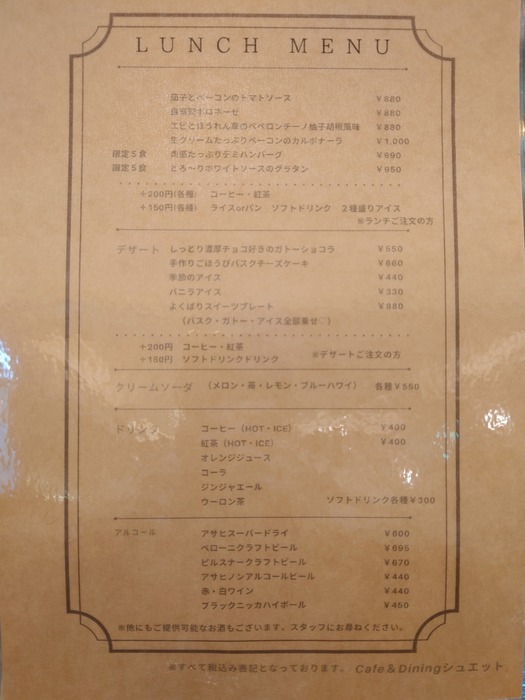 LUNCH MENU
茄子とベーコンのトマトソース ¥880
ボロネーゼ ¥880
エビとほうれん草のペペロンチーノ柚子胡椒風味 ¥880
生クリームたっぷりベーコンのカルボナーラ ¥1,000
限定5食 たっぷりデミハンバーグ ¥990
限定5食 とろ〜りホワイトソースのグラタン ¥950
+200円(各種) コーヒー・紅茶
+150円(各種) ライスorパン ソフトドリンク 2種盛りアイス
※ランチご注文の方
デザート しっとり濃厚チョコ好きのガトーショコラ ¥550
手作りごほうびバスクチーズケーキ ¥660
季節のアイス ¥440
バニラアイス ¥330
よくばりスイーツプレート ¥880
(バスク・ガトー・アイス全部乗せ♡)
+200円 コーヒー・紅茶
+150円 ソフトドリンクドリンク ※デザートご注文の方
クリームソーダ (メロン・苺・レモン・ブルーハワイ) 各種¥550
ドリンク コーヒー(HOT・ICE) ¥400
紅茶(HOT・ICE) ¥400
オレンジジュース
コーラ
ジンジャエール
ウーロン茶 ソフトドリンク各種¥300
アルコール アサヒスーパードライ ¥600
ペローニクラフトビール ¥695
ピルスナークラフトビール ¥670
アサヒノンアルコールビール ¥440
赤・白ワイン ¥440
ブラックニッカハイボール ¥450
※他にもご提供可能なお酒もございます。スタッフにお尋ねください。
※すべて税込み表記となっております。 Cafe&Diningシュエット